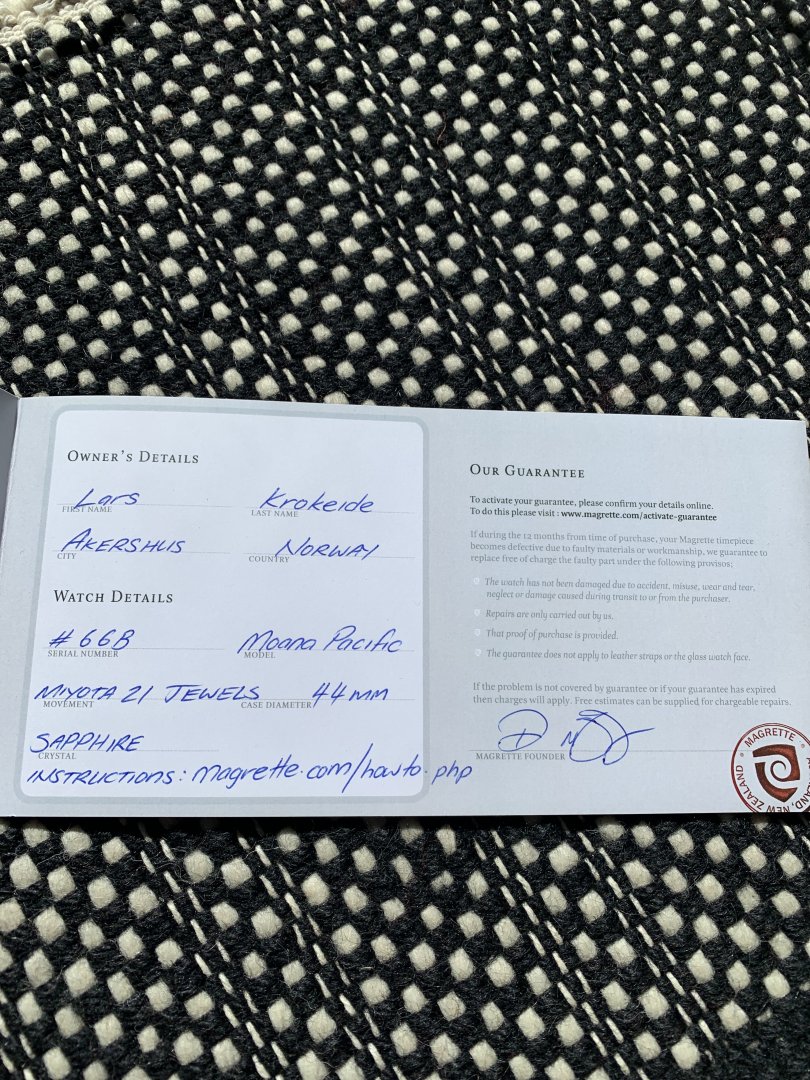 OWNER'S DETAILS
Lars Krokeide
FIRST NAME LAST NAME
AKERSHUS NORWAY
CITY COUNTRY
WATCH DETAILS
#66B Moana Pacific
SERIAL NUMBER MODEL
MIYOTA 21 JEWELS 44mm
MOVEMENT CASE DIAMETER
SAPPHIRE
CRYSTAL
INSTRUCTIONS: magrette.com/howto.php
OUR GUARANTEE
To activate your guarantee, please confirm your details online.
To do this please visit : www.magrette.com/activate-guarantee
If during the 12 months from time of purchase, your Magrette timepiece
becomes defective due to faulty materials or workmanship, we guarantee to
replace free of charge the faulty part under the following provisos:
The watch has not been damaged due to accident, misuse, wear and tear,
neglect or damage caused during transit to or from the purchaser.
Repairs are only carried out by us.
That proof of purchase is provided.
The guarantee does not apply to leather straps or the glass watch face.
If the problem is not covered by guarantee or if your guarantee has expired
then charges will apply. Free estimates can be supplied for chargeable repairs.
MAGRETTE FOUNDER
MAGRETTE
LAND, NEW ZEALAND